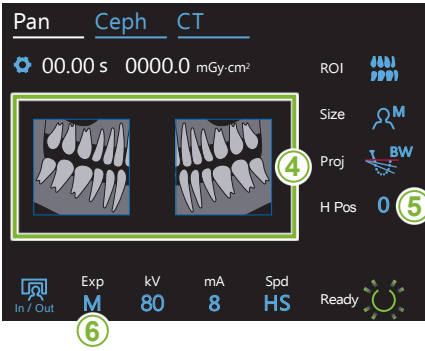 Pan Ceph CT
00.00 s 0000.0 mGy·cm²
ROI
Size M
4
Proj BW
H Pos 0 5
In / Out
Exp kV mA Spd
M 80 8 HS
Ready
6